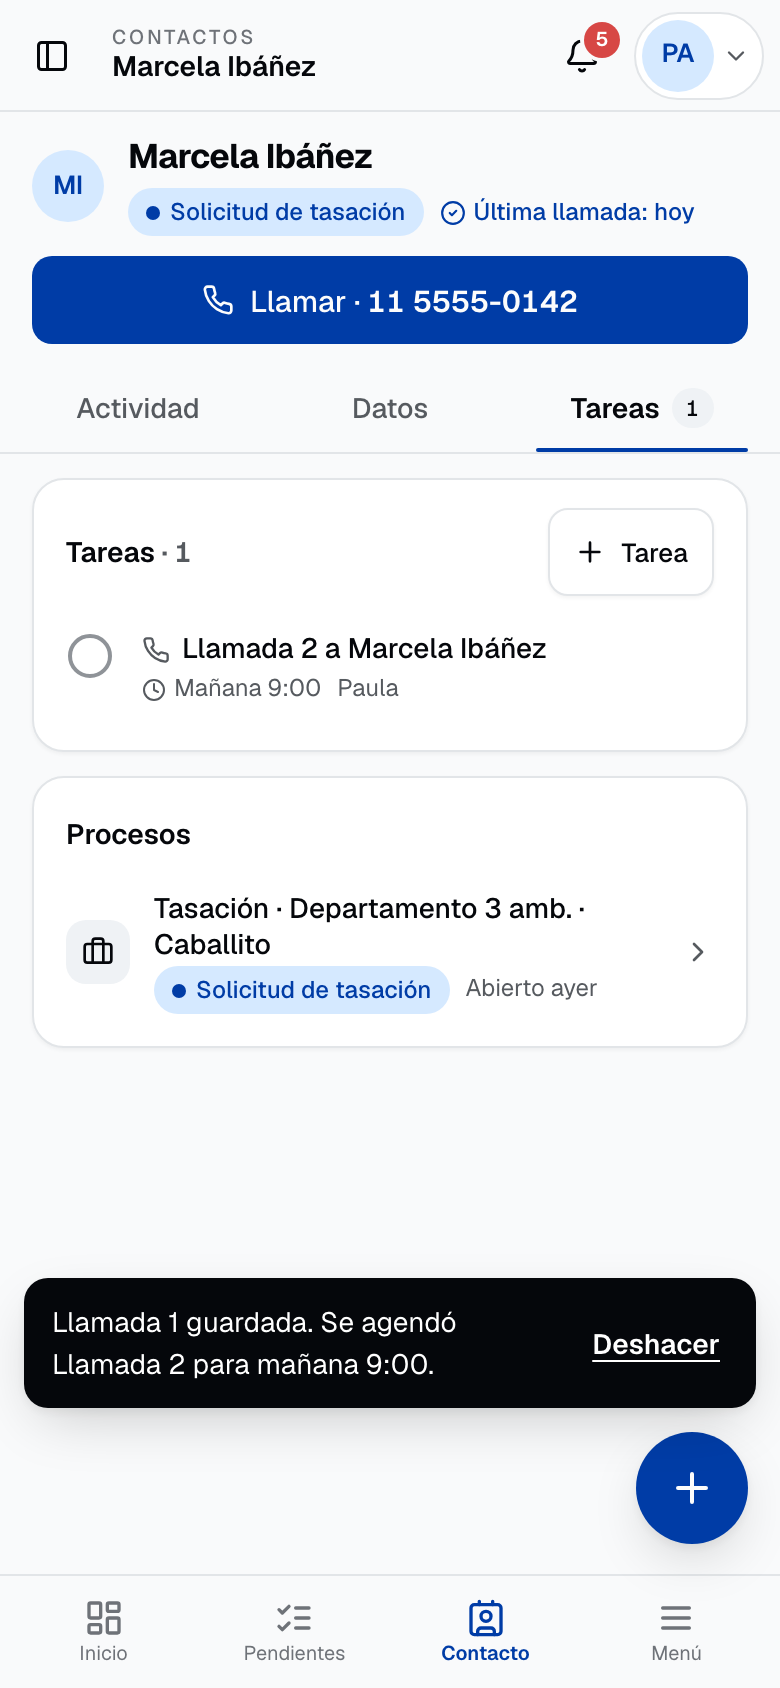 CONTACTOS
Marcela Ibáñez
5
PA
MI
Marcela Ibáñez
Solicitud de tasación
Última llamada: hoy
Llamar · 11 5555-0142
Actividad
Datos
Tareas 1
Tareas · 1
Tarea
Llamada 2 a Marcela Ibáñez
Mañana 9:00 Paula
Procesos
Tasación · Departamento 3 amb. ·
Caballito
Solicitud de tasación
Abierto ayer
Llamada 1 guardada. Se agendó
Llamada 2 para mañana 9:00.
Deshacer
Inicio
Pendientes
Contacto
Menú